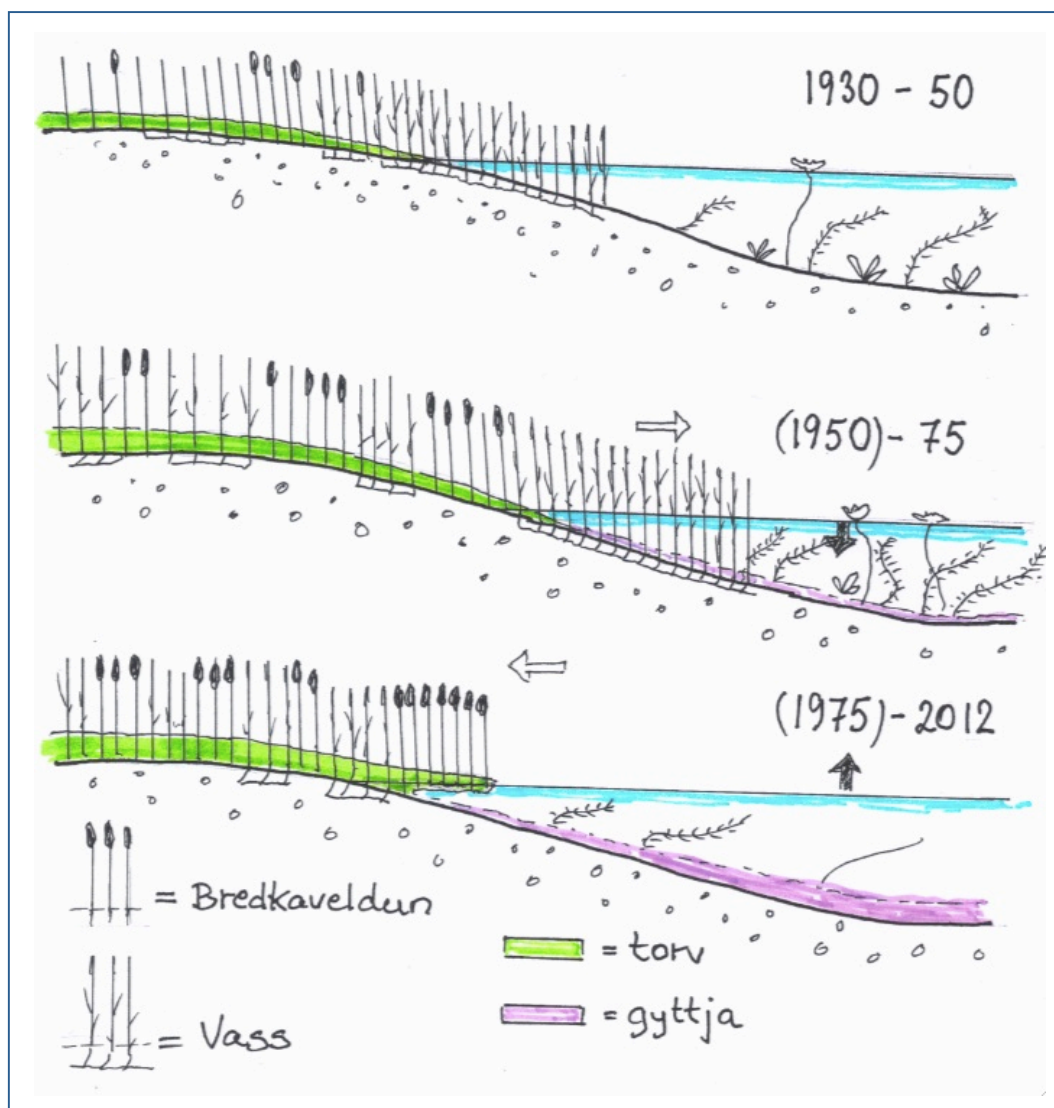 1930 - 50
(1950) - 75
(1975) - 2012
= Bredkaveldun
= torv
= gyttja
= Vass